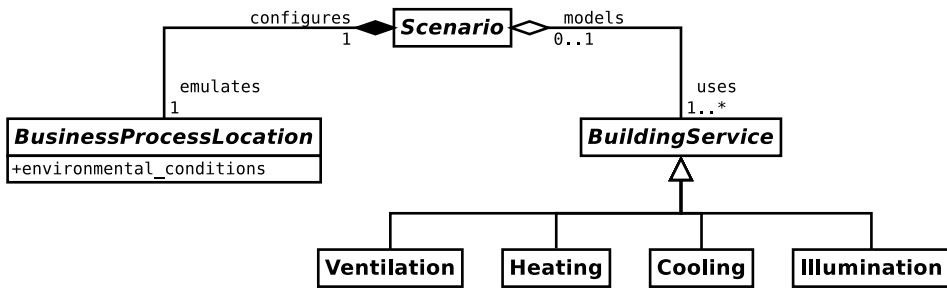 configures
Scenario
models
1
0..1
emulates
uses
1
1..*
BusinessProcessLocation
BuildingService
+environmental_conditions
Ventilation
Heating
Cooling
Illumination